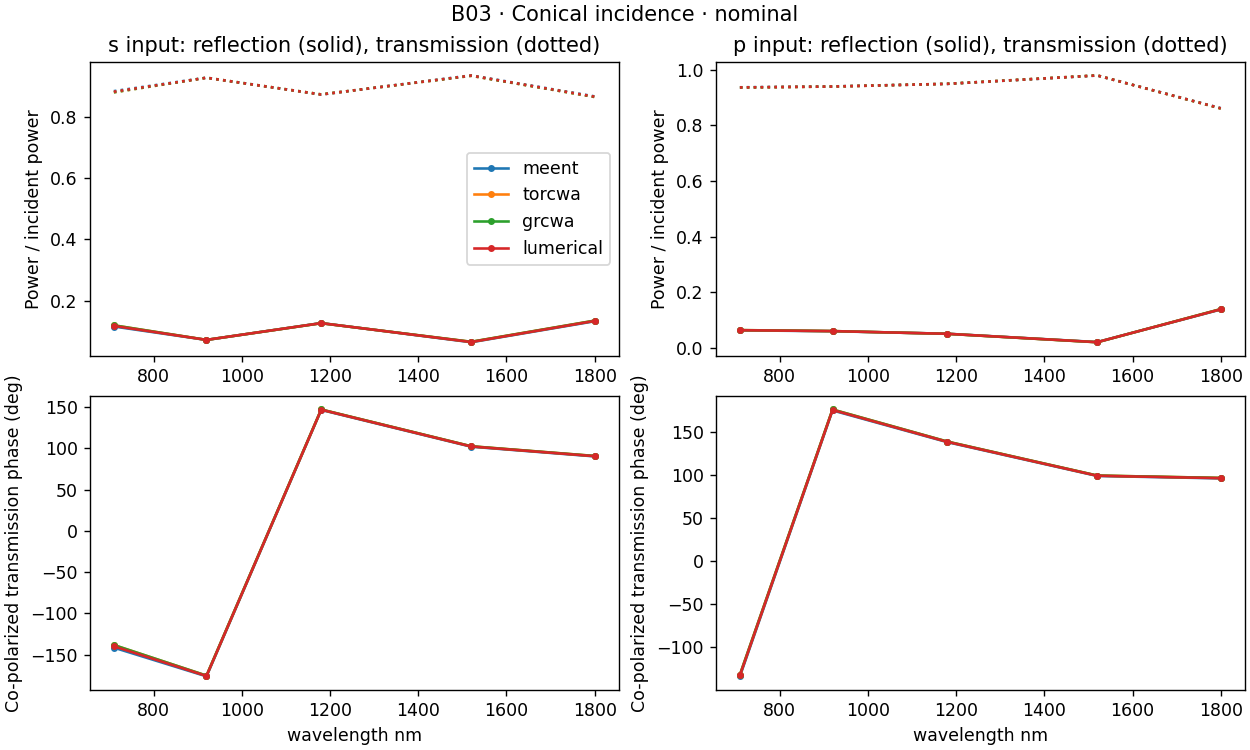 B03 · Conical incidence · nominal
s input: reflection (solid), transmission (dotted)
Power / incident power
0.8
0.6
0.4
0.2
800 1000 1200 1400 1600 1800
meent
torcwa
grcwa
lumerical
p input: reflection (solid), transmission (dotted)
Power / incident power
1.0
0.8
0.6
0.4
0.2
0.0
800 1000 1200 1400 1600 1800
Co-polarized transmission phase (deg)
150
100
50
0
−50
−100
−150
800 1000 1200 1400 1600 1800
wavelength nm
Co-polarized transmission phase (deg)
150
100
50
0
−50
−100
800 1000 1200 1400 1600 1800
wavelength nm